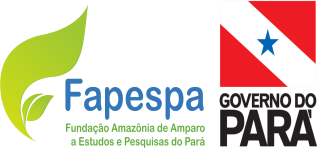 Fapespa
Fundação Amazônia de Amparo
a Estudos e Pesquisas do Pará
GOVERNO DO
PARÁ